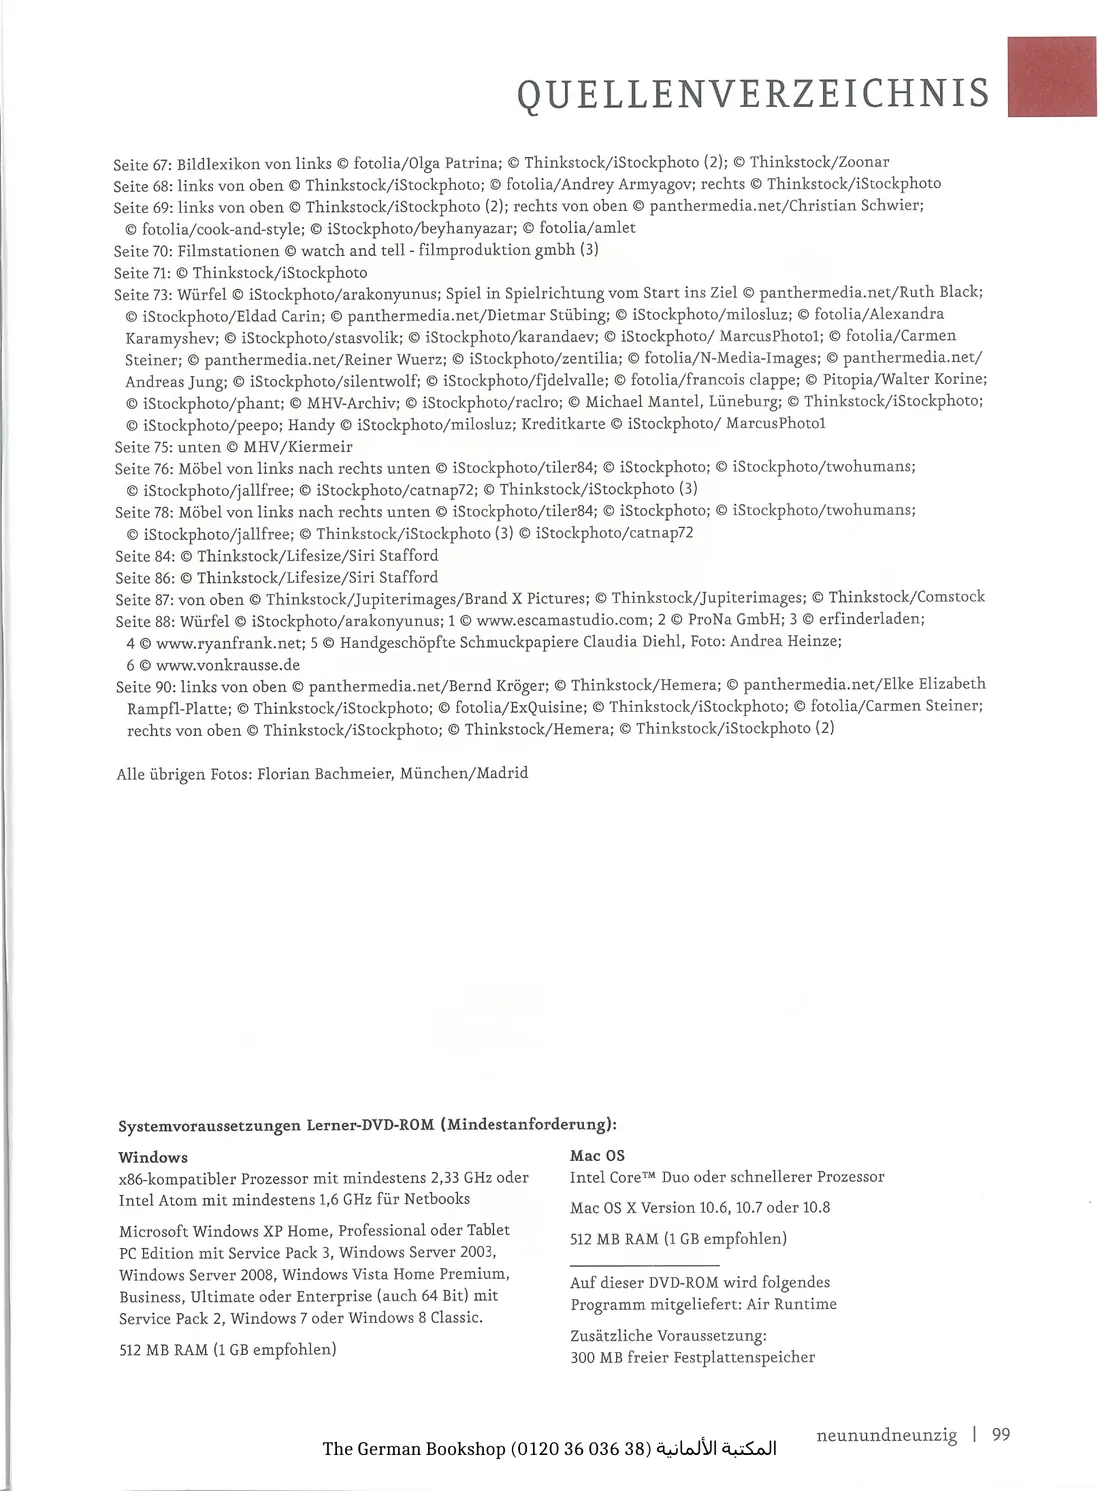 QUELLENVERZEICHNIS
Seite 67: Bildlexikon von links © fotolia/Olga Patrina; © Thinkstock/iStockphoto (2); © Thinkstock/Zoonar
Seite 68: links von oben © Thinkstock/iStockphoto; © fotolia/Andrey Armyagov; rechts © Thinkstock/iStockphoto
Seite 69: links von oben © Thinkstock/iStockphoto (2); rechts von oben © panthermedia.net/Christian Schwier;
© fotolia/cook-and-style; © iStockphoto/beyhanyazar; © fotolia/amlet
Seite 70: Filmstationen © watch and tell - filmproduktion gmbh (3)
Seite 71: © Thinkstock/iStockphoto
Seite 73: Würfel © iStockphoto/arakonyunus; Spiel in Spielrichtung vom Start ins Ziel © panthermedia.net/Ruth Black;
© iStockphoto/Eldad Carin; © panthermedia.net/Dietmar Stübing; © iStockphoto/milosluz; © fotolia/Alexandra
Karamyshev; © iStockphoto/stasvolik; © iStockphoto/karandaev; © iStockphoto/ MarcusPhoto1; © fotolia/Carmen
Steiner; © panthermedia.net/Reiner Wuerz; © iStockphoto/zentilia; © fotolia/N-Media-Images; © panthermedia.net/
Andreas Jung; © iStockphoto/silentwolf; © iStockphoto/fjdelvalle; © fotolia/francois clappe; © Pitopia/Walter Korine;
© iStockphoto/phant; © MHV-Archiv; © iStockphoto/raclro; © Michael Mantel, Lüneburg; © Thinkstock/iStockphoto;
© iStockphoto/peepo; Handy © iStockphoto/milosluz; Kreditkarte © iStockphoto/ MarcusPhoto1
Seite 75: unten © MHV/Kiermeir
Seite 76: Möbel von links nach rechts unten © iStockphoto/tiler84; © iStockphoto; © iStockphoto/twohumans;
© iStockphoto/jallfree; © iStockphoto/catnap72; © Thinkstock/iStockphoto (3)
Seite 78: Möbel von links nach rechts unten © iStockphoto/tiler84; © iStockphoto; © iStockphoto/twohumans;
© iStockphoto/jallfree; © Thinkstock/iStockphoto (3) © iStockphoto/catnap72
Seite 84: © Thinkstock/Lifesize/Siri Stafford
Seite 86: © Thinkstock/Lifesize/Siri Stafford
Seite 87: von oben © Thinkstock/Jupiterimages/Brand X Pictures; © Thinkstock/Jupiterimages; © Thinkstock/Comstock
Seite 88: Würfel © iStockphoto/arakonyunus; 1 © www.escamastudio.com; 2 © ProNa GmbH; 3 © erfinderladen;
4 © www.ryanfrank.net; 5 © Handgeschöpfte Schmuckpapiere Claudia Diehl, Foto: Andrea Heinze;
6 © www.vonkrausse.de
Seite 90: links von oben © panthermedia.net/Bernd Kröger; © Thinkstock/Hemera; © panthermedia.net/Elke Elizabeth
Rampfl-Platte; © Thinkstock/iStockphoto; © fotolia/ExQuisine; © Thinkstock/iStockphoto; © fotolia/Carmen Steiner;
rechts von oben © Thinkstock/iStockphoto; © Thinkstock/Hemera; © Thinkstock/iStockphoto (2)
Alle übrigen Fotos: Florian Bachmeier, München/Madrid
Systemvoraussetzungen Lerner-DVD-ROM (Mindestanforderung):
Windows
x86-kompatibler Prozessor mit mindestens 2,33 GHz oder
Intel Atom mit mindestens 1,6 GHz für Netbooks
Microsoft Windows XP Home, Professional oder Tablet
PC Edition mit Service Pack 3, Windows Server 2003,
Windows Server 2008, Windows Vista Home Premium,
Business, Ultimate oder Enterprise (auch 64 Bit) mit
Service Pack 2, Windows 7 oder Windows 8 Classic.
512 MB RAM (1 GB empfohlen)
Mac OS
Intel Core™ Duo oder schnellerer Prozessor
Mac OS X Version 10.6, 10.7 oder 10.8
512 MB RAM (1 GB empfohlen)
Auf dieser DVD-ROM wird folgendes
Programm mitgeliefert: Air Runtime
Zusätzliche Voraussetzung:
300 MB freier Festplattenspeicher
neunundneunzig | 99
The German Bookshop (0120 36 036 38) المكتبة الألمانية